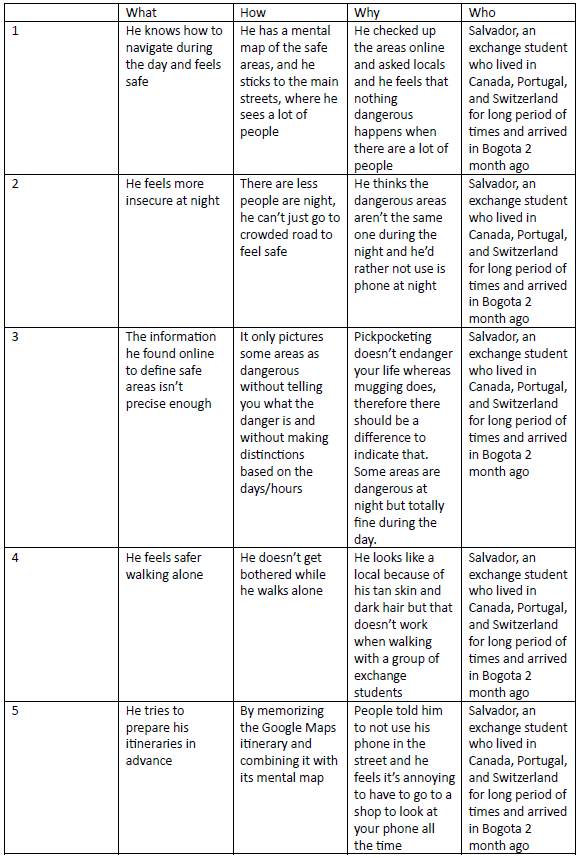 What
How
Why
Who
1
He knows how to
navigate during
the day and feels
safe
He has a mental
map of the safe
areas, and he
sticks to the main
streets, where he
sees a lot of
people
He checked up
the areas online
and asked locals
and he feels that
nothing
dangerous
happens when
there are a lot of
people
Salvador, an
exchange student
who lived in
Canada, Portugal,
and Switzerland
for long period of
times and arrived
in Bogota 2
month ago
2
He feels more
insecure at night
There are less
people are night,
he can't just go to
crowded road to
feel safe
He thinks the
dangerous areas
aren't the same
one during the
night and he'd
rather not use is
phone at night
Salvador, an
exchange student
who lived in
Canada, Portugal,
and Switzerland
for long period of
times and arrived
in Bogota 2
month ago
3
The information
he found online
to define safe
areas isn't
precise enough
It only pictures
some areas as
dangerous
without telling
you what the
danger is and
without making
distinctions
based on the
days/hours
Pickpocketing
doesn't endanger
your life whereas
mugging does,
therefore there
should be a
difference to
indicate that.
Some areas are
dangerous at
night but totally
fine during the
day.
Salvador, an
exchange student
who lived in
Canada, Portugal,
and Switzerland
for long period of
times and arrived
in Bogota 2
month ago
4
He feels safer
walking alone
He doesn't get
bothered while
he walks alone
He looks like a
local because of
his tan skin and
dark hair but that
doesn't work
when walking
with a group of
exchange
students
Salvador, an
exchange student
who lived in
Canada, Portugal,
and Switzerland
for long period of
times and arrived
in Bogota 2
month ago
5
He tries to
prepare his
itineraries in
advance
By memorizing
the Google Maps
itinerary and
combining it with
its mental map
People told him
to not use his
phone in the
street and he
feels it's annoying
to have to go to a
shop to look at
your phone all
the time
Salvador, an
exchange student
who lived in
Canada, Portugal,
and Switzerland
for long period of
times and arrived
in Bogota 2
month ago